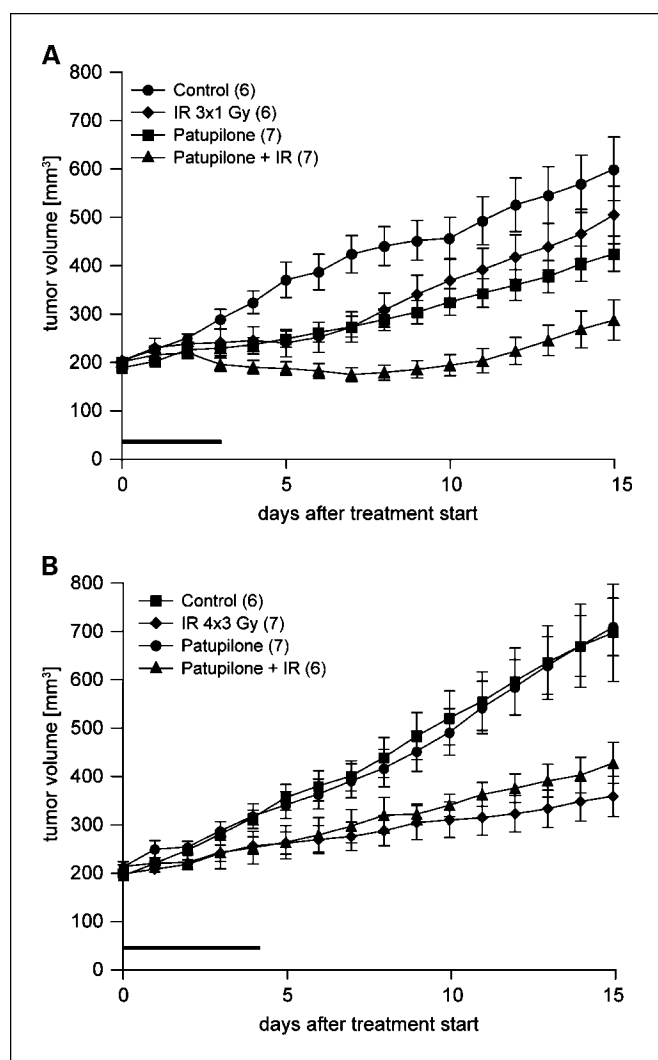 A
800
700
600
500
400
300
200
100
0
tumor volume [mm³]
Control (6)
IR 3x1 Gy (6)
Patupilone (7)
Patupilone + IR (7)
0 5 10 15
days after treatment start
B
800
700
600
500
400
300
200
100
0
tumor volume [mm³]
Control (6)
IR 4x3 Gy (7)
Patupilone (7)
Patupilone + IR (6)
0 5 10 15
days after treatment start